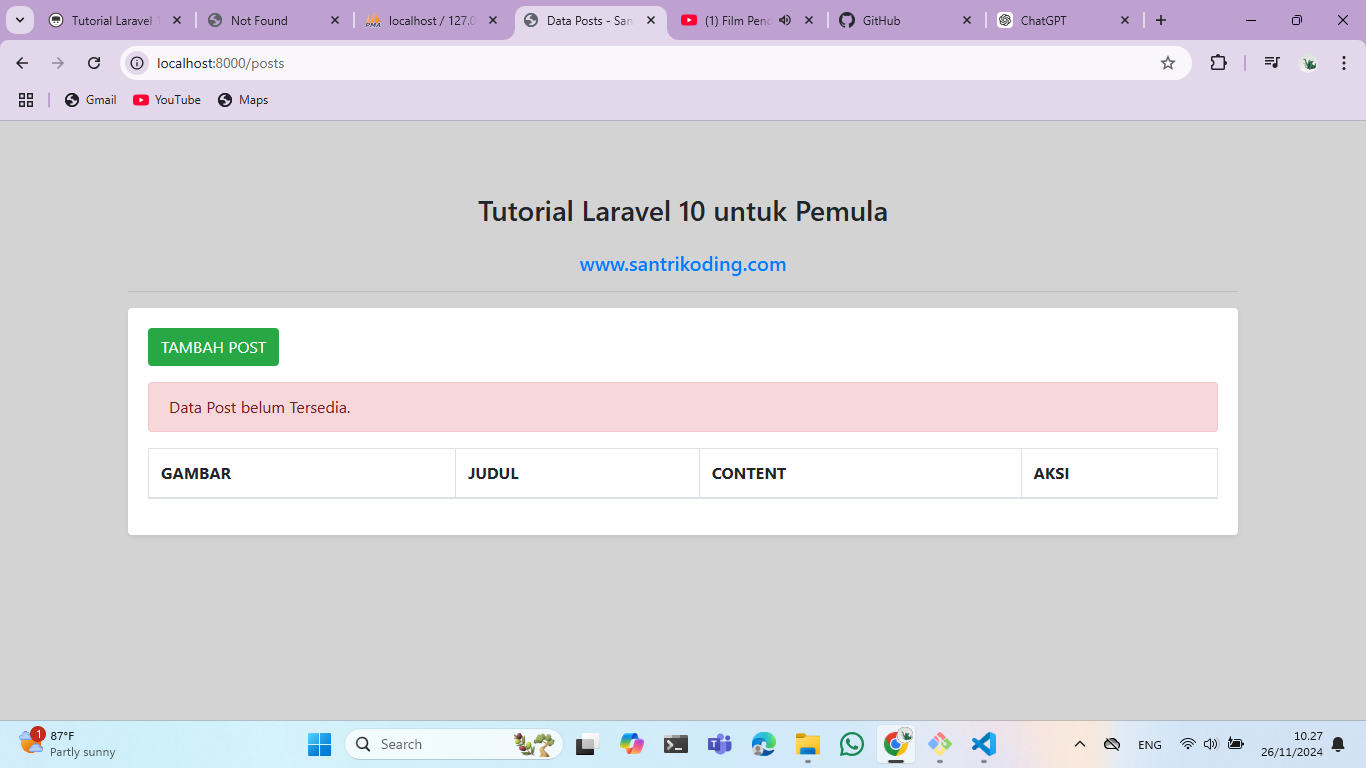 Tutorial Laravel 1
Not Found
localhost / 127.0
Data Posts - San
(1) Film Pend
GitHub
ChatGPT
localhost:8000/posts
Gmail
YouTube
Maps
Tutorial Laravel 10 untuk Pemula
www.santrikoding.com
TAMBAH POST
Data Post belum Tersedia.
GAMBAR
JUDUL
CONTENT
AKSI
1
87°F
Partly sunny
Search
ENG
10.27
26/11/2024